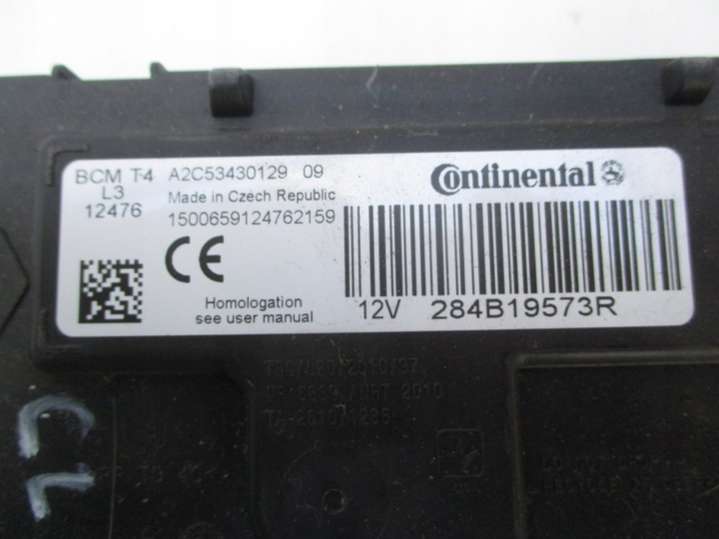 BCM T4 A2C53430129 09
L3 Made in Czech Republic
12476 1500659124762159
Continental
CE
Homologation
see user manual
12V 284B19573R
CL